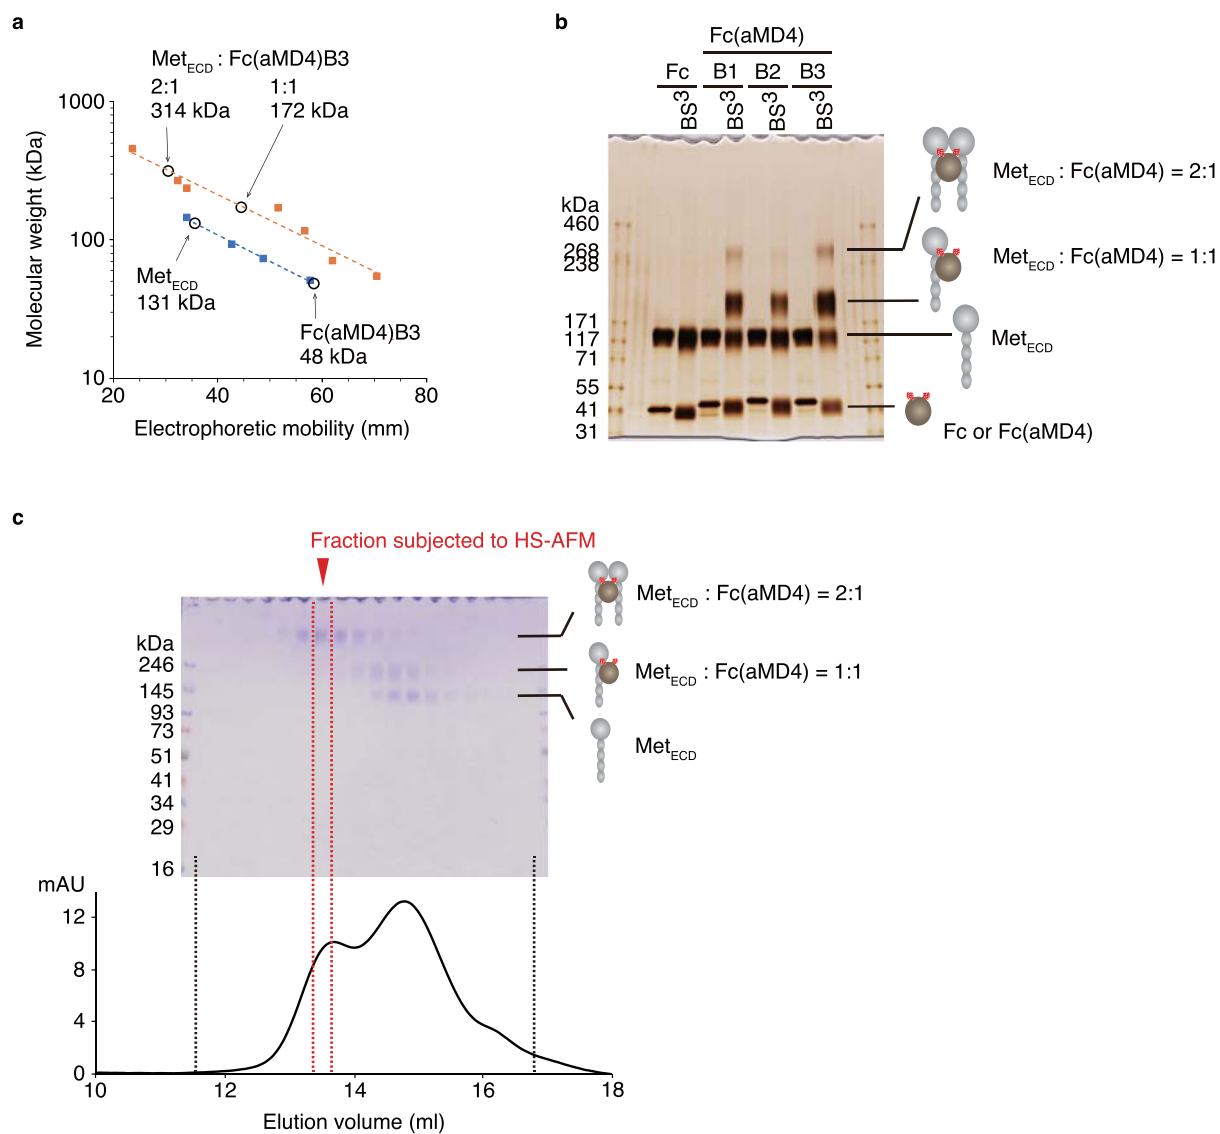 a
Met_ECD : Fc(aMD4)B3
2:1 1:1
314 kDa 172 kDa
1000
100
10
Molecular weight (kDa)
Met_ECD
131 kDa
Fc(aMD4)B3
48 kDa
20 40 60 80
Electrophoretic mobility (mm)
b
Fc(aMD4)
Fc B1 B2 B3
BS³ BS³ BS³ BS³
kDa
460
268
238
171
117
71
55
41
31
Met_ECD : Fc(aMD4) = 2:1
Met_ECD : Fc(aMD4) = 1:1
Met_ECD
Fc or Fc(aMD4)
c
Fraction subjected to HS-AFM
kDa
246
145
93
73
51
41
34
29
16
Met_ECD : Fc(aMD4) = 2:1
Met_ECD : Fc(aMD4) = 1:1
Met_ECD
mAU
12
8
4
0
10 12 14 16 18
Elution volume (ml)